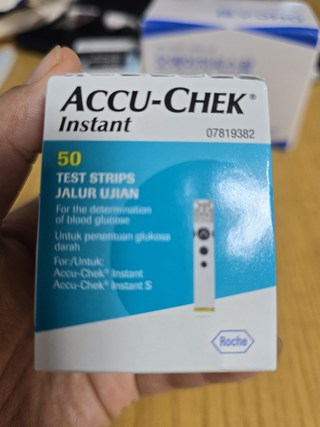 ACCU-CHEK®
Instant
07819382
50
TEST STRIPS
JALUR UJIAN
For the determination
of blood glucose
Untuk penentuan glukosa
darah
For:/Untuk:
Accu-Chek® Instant
Accu-Chek® Instant S
Roche